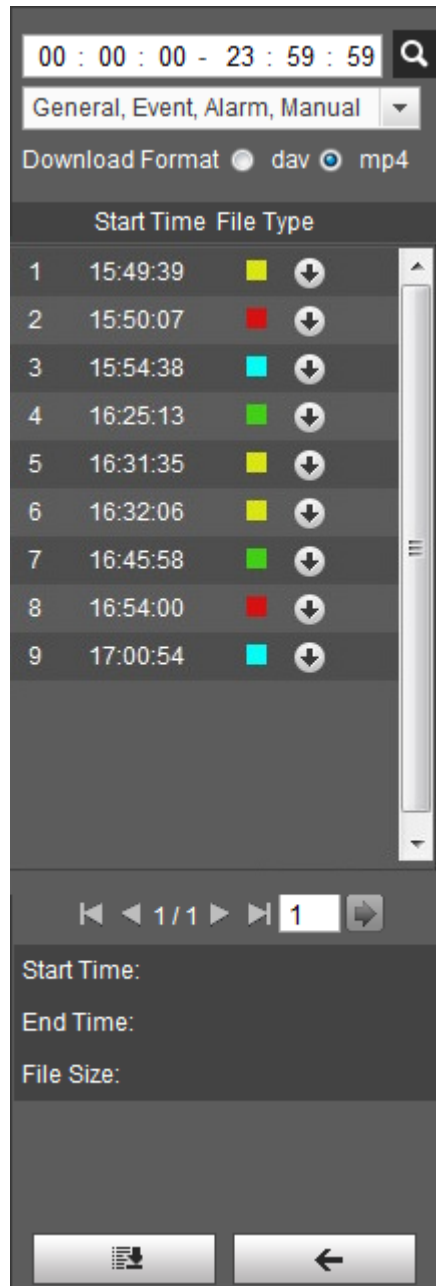 00 : 00 : 00 - 23 : 59 : 59
General, Event, Alarm, Manual
Download Format dav mp4
Start Time File Type
1 15:49:39
2 15:50:07
3 15:54:38
4 16:25:13
5 16:31:35
6 16:32:06
7 16:45:58
8 16:54:00
9 17:00:54
1 / 1 1
Start Time:
End Time:
File Size: